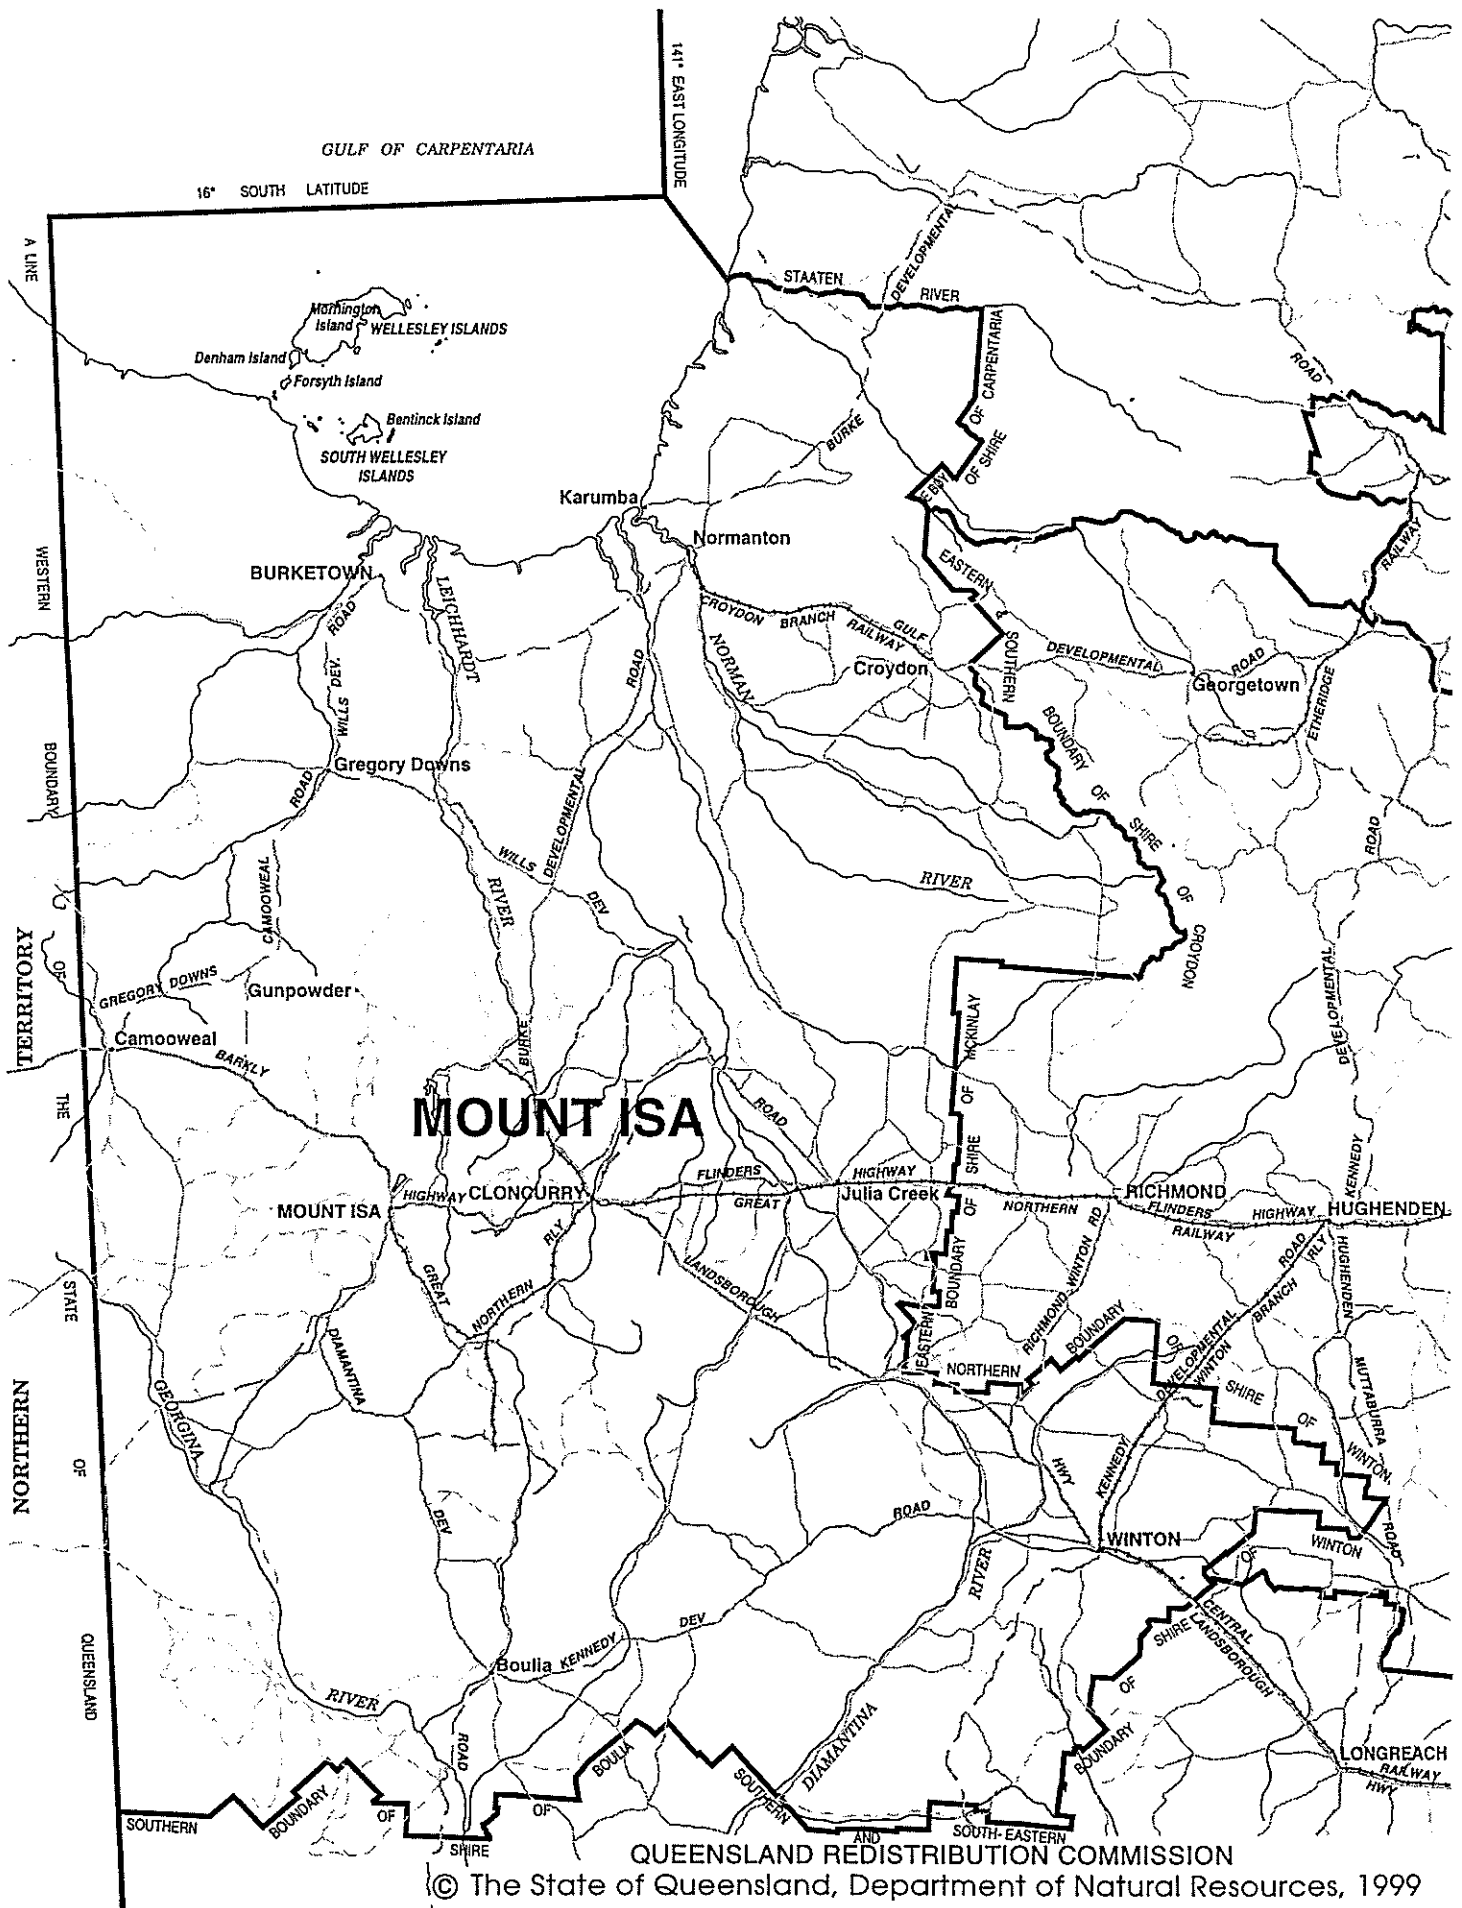 141° EAST LONGITUDE
GULF OF CARPENTARIA
16° SOUTH LATITUDE
A LINE
STAATEN
RIVER
DEVELOPMENTAL
Mornington
Island
WELLESLEY ISLANDS
Denham Island
Forsyth Island
Bentinck Island
SOUTH WELLESLEY
ISLANDS
OF CARPENTARIA
OF SHIRE
ROAD
BURKE
Karumba
Normanton
RAILWAY
WESTERN
BURKETOWN
ROAD
LEICHHARDT
EASTERN
&
SOUTHERN
CROYDON BRANCH RAILWAY
GULF
NORMAN
ROAD
Croydon
DEVELOPMENTAL
ROAD
Georgetown
ETHERIDGE
WILLS DEV.
BOUNDARY
Gregory Downs
ROAD
BOUNDARY
OF
SHIRE
OF
CROYDON
DEVELOPMENTAL
WILLS
DEV
ROAD
RIVER
RIVER
CAMOOWEAL
TERRITORY
OF
GREGORY DOWNS
Gunpowder
DEVELOPMENTAL
Camooweal
BARKLY
BURKE
MCKINLAY
OF
SHIRE
OF
BOUNDARY
EASTERN
THE
MOUNT ISA
ROAD
KENNEDY
FLINDERS
HIGHWAY
HIGHWAY
CLONCURRY
GREAT
Julia Creek
NORTHERN
RICHMOND
FLINDERS
HIGHWAY
RAILWAY
HUGHENDEN
MOUNT ISA
RLY
GREAT
NORTHERN
LANDSBOROUGH
RICHMOND-WINTON RD
ROAD
RLY
HUGHENDEN
BRANCH
DEVELOPMENTAL
WINTON
STATE
DIAMANTINA
NORTHERN
BOUNDARY
OF
SHIRE
OF
WINTON
MUTTABURRA
ROAD
GEORGINA
NORTHERN
OF
HWY
KENNEDY
DEV
ROAD
WINTON
OF
WINTON
RIVER
QUEENSLAND
DEV
Boulia
KENNEDY
CENTRAL
LANDSBOROUGH
SHIRE
OF
BOUNDARY
RIVER
ROAD
DIAMANTINA
LONGREACH
RAILWAY
HWY
SOUTHERN
BOUNDARY
OF
SHIRE
OF
BOULIA
SOUTHERN
AND
SOUTH-EASTERN
QUEENSLAND REDISTRIBUTION COMMISSION
© The State of Queensland, Department of Natural Resources, 1999